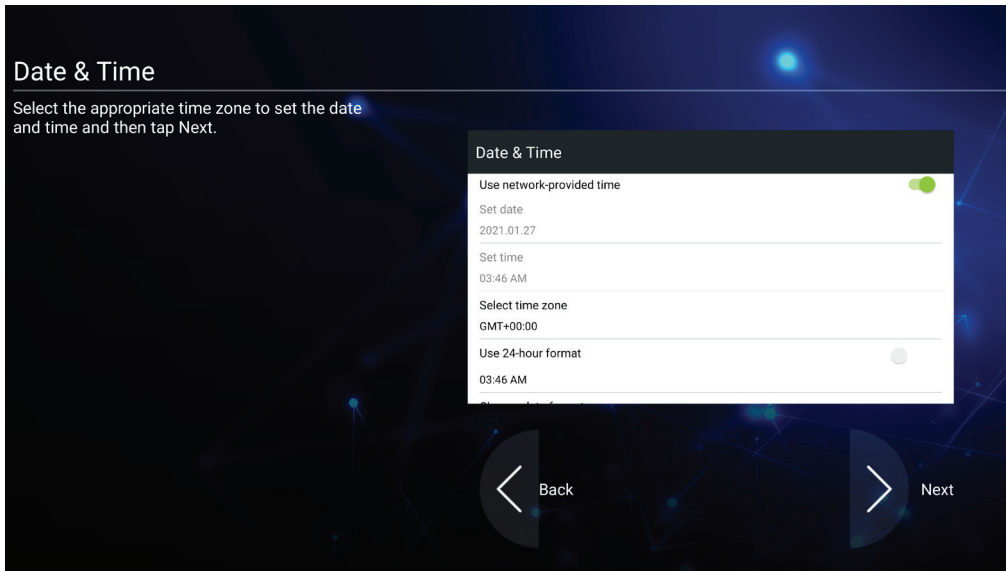 Date & Time
Select the appropriate time zone to set the date
and time and then tap Next.
Date & Time
Use network-provided time
Set date
2021.01.27
Set time
03:46 AM
Select time zone
GMT+00:00
Use 24-hour format
03:46 AM
Back
Next